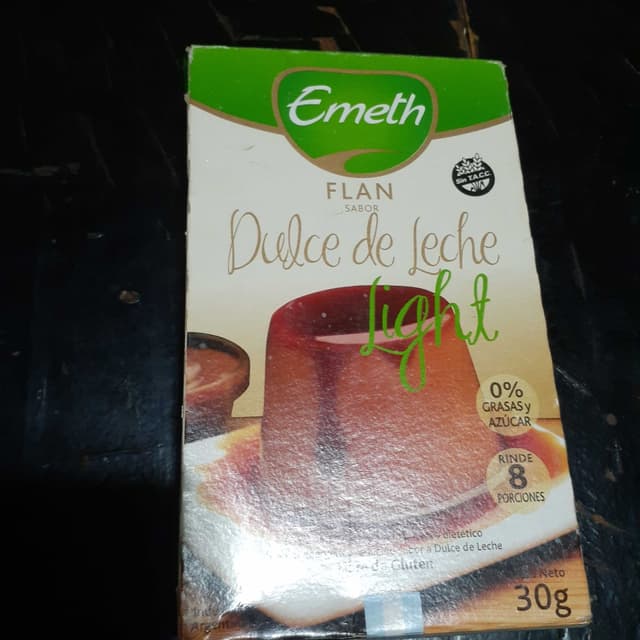 Emeth
Sin T.A.C.C.
FLAN
SABOR
Dulce de Leche
Light
0%
GRASAS y
AZÚCAR
RINDE
8
PORCIONES
a Dulce de Leche
de Gluten
Neto
30g